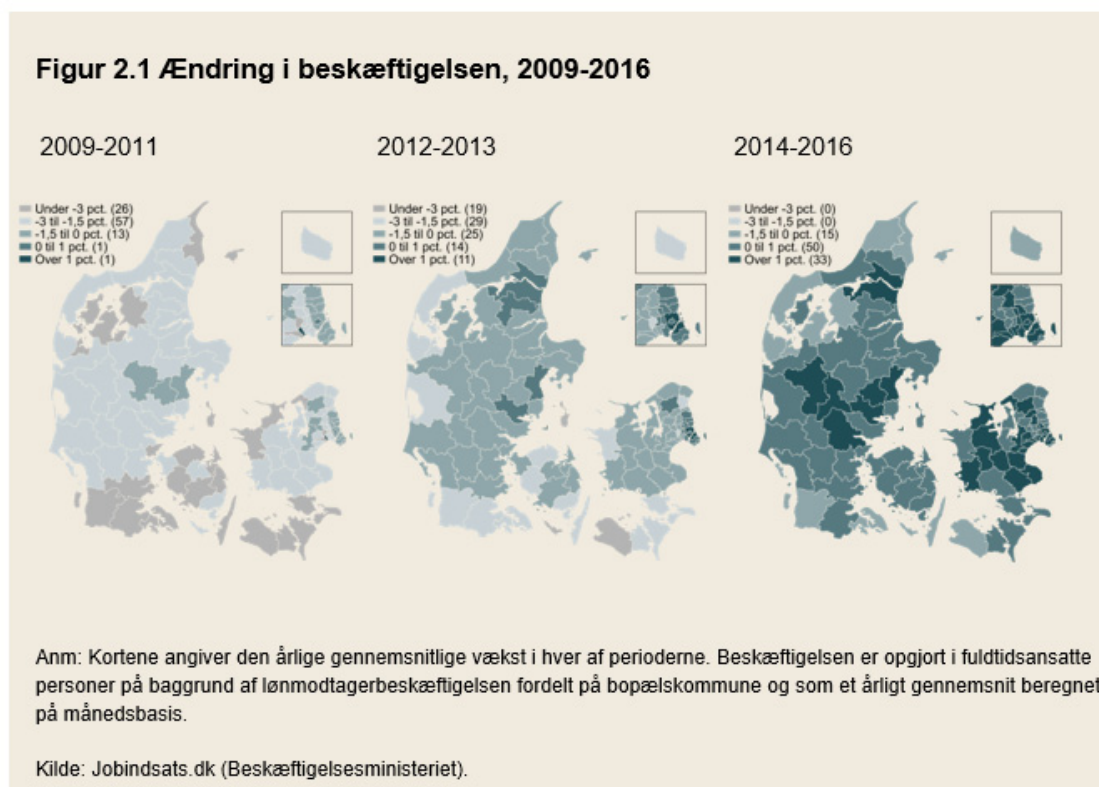 Figur 2.1 Ændring i beskæftigelsen, 2009-2016
2009-2011
2012-2013
2014-2016
Under -3 pct. (26)
-3 til -1,5 pct. (57)
-1,5 til 0 pct. (13)
0 til 1 pct. (1)
Over 1 pct. (1)
Under -3 pct. (19)
-3 til -1,5 pct. (29)
-1,5 til 0 pct. (25)
0 til 1 pct. (14)
Over 1 pct. (11)
Under -3 pct. (0)
-3 til -1,5 pct. (0)
-1,5 til 0 pct. (15)
0 til 1 pct. (50)
Over 1 pct. (33)
Anm: Kortene angiver den årlige gennemsnitlige vækst i hver af perioderne. Beskæftigelsen er opgjort i fuldtidsansatte
personer på baggrund af lønmodtagerbeskæftigelsen fordelt på bopælskommune og som et årligt gennemsnit beregnet
på månedsbasis.
Kilde: Jobindsats.dk (Beskæftigelsesministeriet).